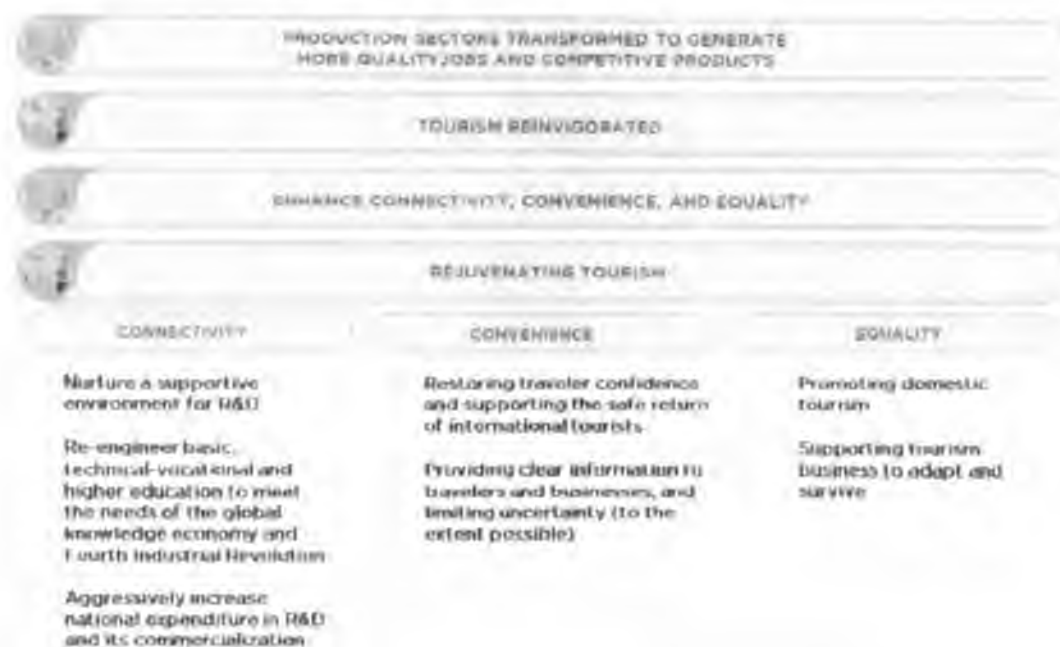 PRODUCTION SECTORS TRANSFORMED TO GENERATE
MORE QUALITY JOBS AND COMPETITIVE PRODUCTS
TOURISM REINVIGORATED
ENHANCE CONNECTIVITY, CONVENIENCE, AND EQUALITY
REJUVENATING TOURISM
CONNECTIVITY
Nurture a supportive
environment for R&D
Re-engineer basic,
technical-vocational and
higher education to meet
the needs of the global
knowledge economy and
Fourth Industrial Revolution
Aggressively increase
national expenditure in R&D
and its commercialization
CONVENIENCE
Restoring traveler confidence
and supporting the safe return
of international tourists
Providing clear information to
travelers and businesses, and
limiting uncertainty (to the
extent possible)
EQUALITY
Promoting domestic
tourism
Supporting tourism
business to adapt and
survive